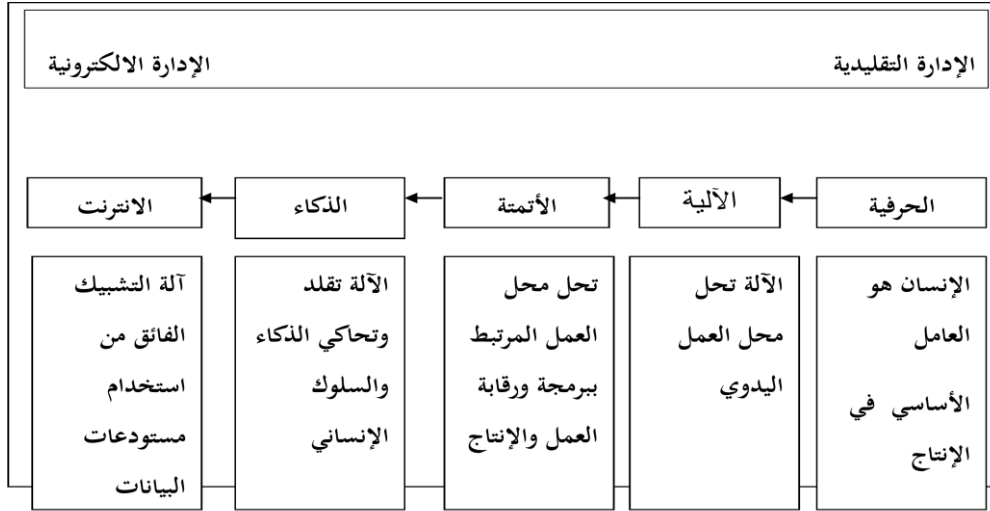 الإدارة التقليدية
الإدارة الالكترونية
الحرفية
الآلية
الأتمتة
الذكاء
الانترنت
الإنسان هو
العامل
الأساسي في
الإنتاج
الآلة تحل
محل العمل
اليدوي
تحل محل
العمل المرتبط
ببرمجة ورقابة
العمل والإنتاج
الآلة تقلد
وتحاكي الذكاء
والسلوك
الإنساني
آلة التشبيك
الفائق من
استخدام
مستودعات
البيانات